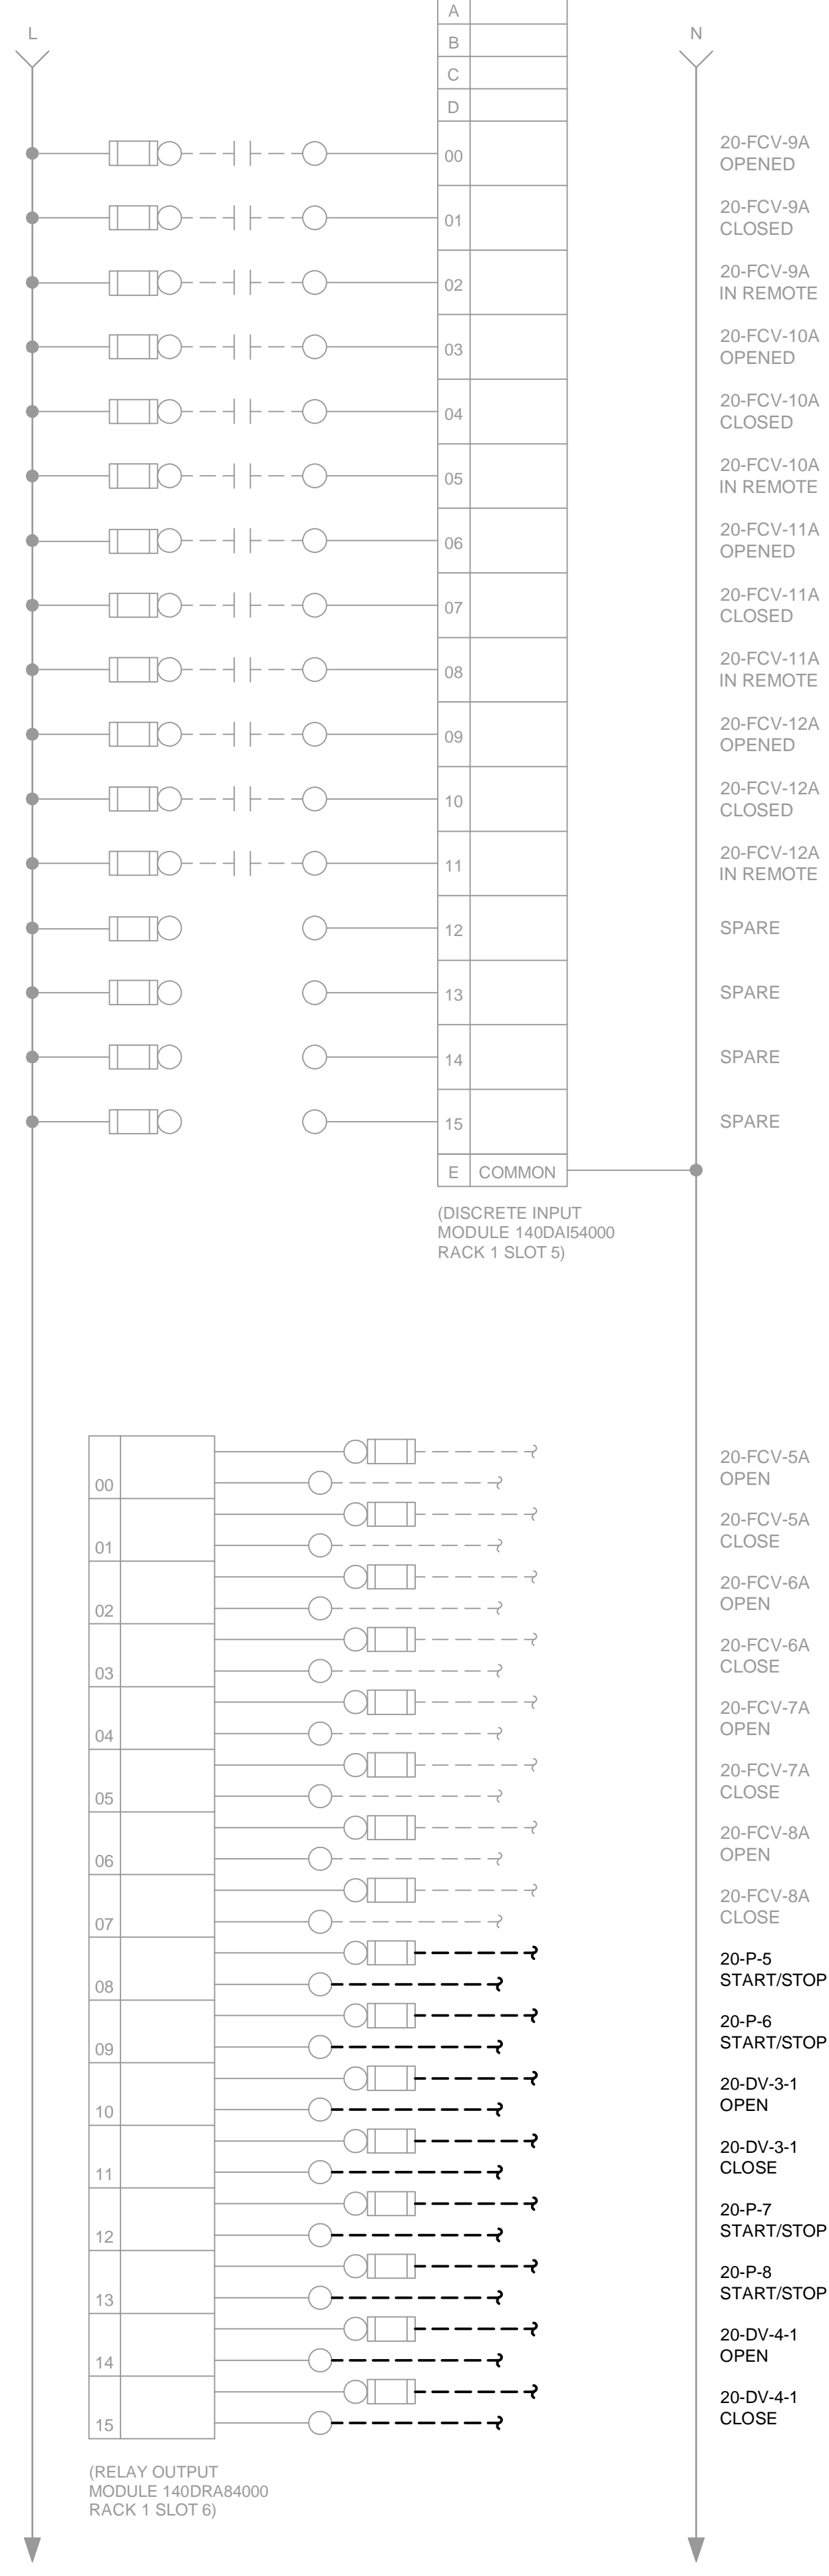 L
N
A
B
C
D
00
20-FCV-9A
OPENED
01
20-FCV-9A
CLOSED
02
20-FCV-9A
IN REMOTE
03
20-FCV-10A
OPENED
04
20-FCV-10A
CLOSED
05
20-FCV-10A
IN REMOTE
06
20-FCV-11A
OPENED
07
20-FCV-11A
CLOSED
08
20-FCV-11A
IN REMOTE
09
20-FCV-12A
OPENED
10
20-FCV-12A
CLOSED
11
20-FCV-12A
IN REMOTE
12
SPARE
13
SPARE
14
SPARE
15
SPARE
E COMMON
(DISCRETE INPUT
MODULE 140DAI54000
RACK 1 SLOT 5)
00
20-FCV-5A
OPEN
01
20-FCV-5A
CLOSE
02
20-FCV-6A
OPEN
03
20-FCV-6A
CLOSE
04
20-FCV-7A
OPEN
05
20-FCV-7A
CLOSE
06
20-FCV-8A
OPEN
07
20-FCV-8A
CLOSE
08
20-P-5
START/STOP
09
20-P-6
START/STOP
10
20-DV-3-1
OPEN
11
20-DV-3-1
CLOSE
12
20-P-7
START/STOP
13
20-P-8
START/STOP
14
20-DV-4-1
OPEN
15
20-DV-4-1
CLOSE
(RELAY OUTPUT
MODULE 140DRA84000
RACK 1 SLOT 6)